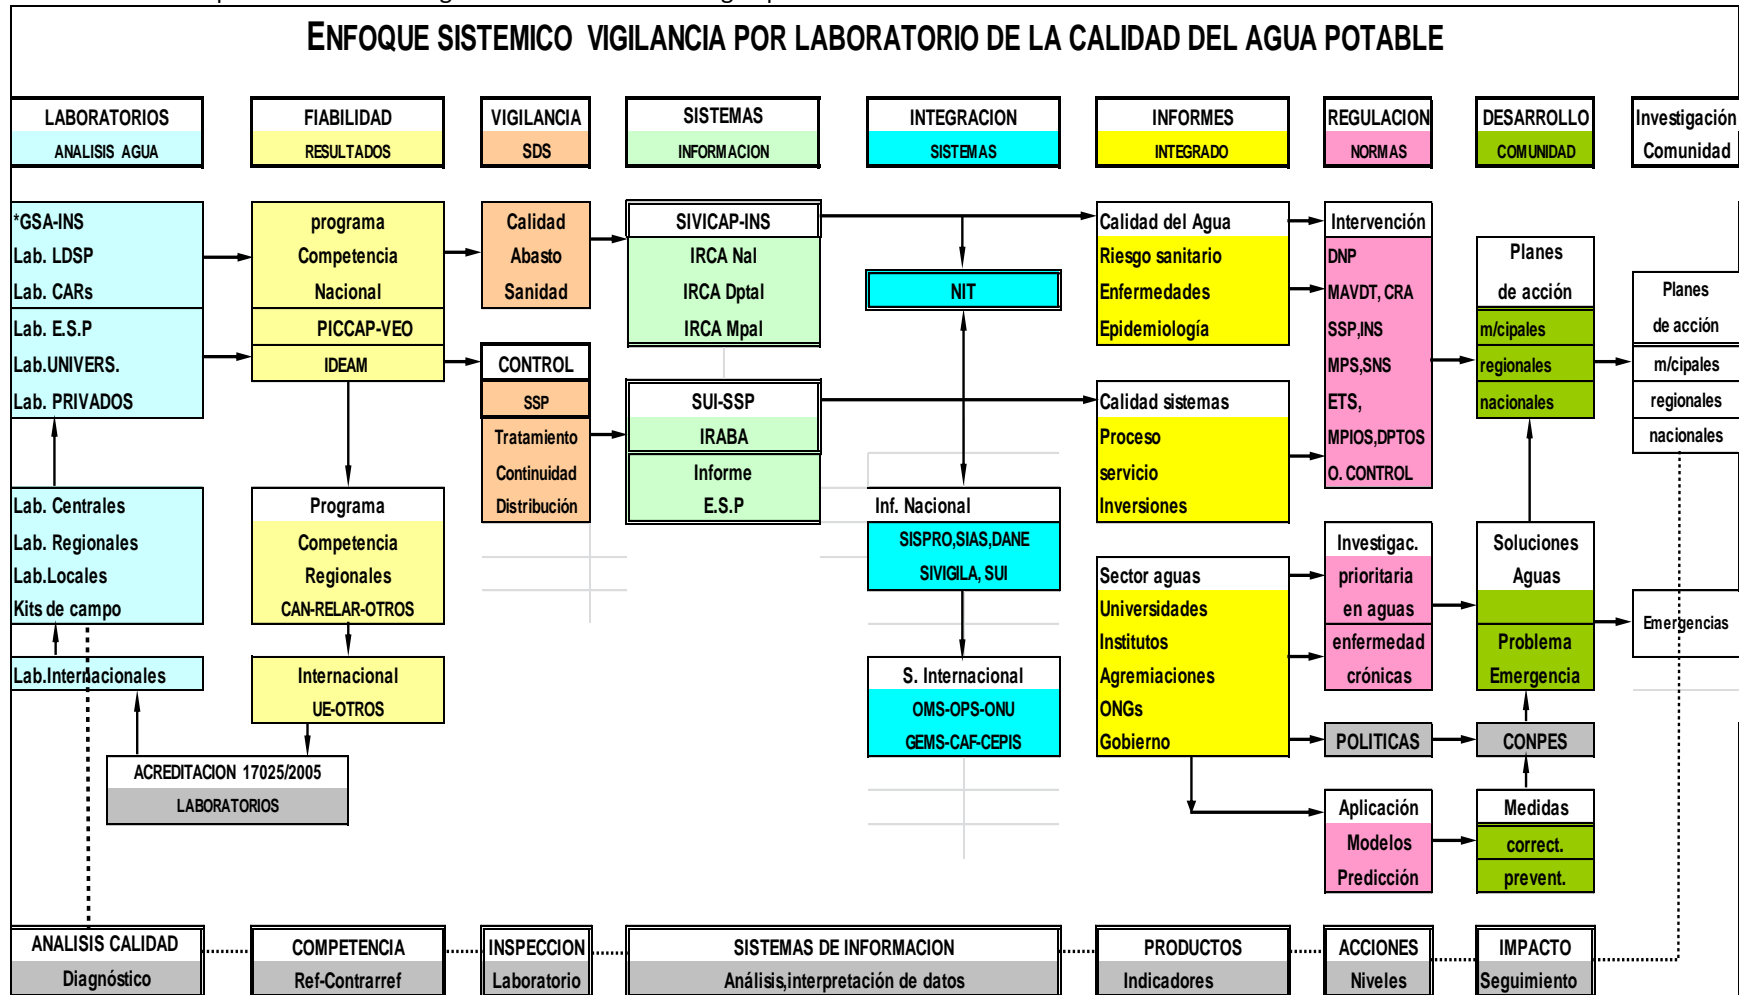 ENFOQUE SISTEMICO VIGILANCIA POR LABORATORIO DE LA CALIDAD DEL AGUA POTABLE
LABORATORIOS
ANALISIS AGUA
FIABILIDAD
RESULTADOS
VIGILANCIA
SDS
SISTEMAS
INFORMACION
INTEGRACION
SISTEMAS
INFORMES
INTEGRADO
REGULACION
NORMAS
DESARROLLO
COMUNIDAD
Investigación
Comunidad
*GSA-INS
Lab. LDSP
Lab. CARs
Lab. E.S.P
Lab.UNIVERS.
Lab. PRIVADOS
Lab. Centrales
Lab. Regionales
Lab.Locales
Kits de campo
Lab.Internacionales
programa
Competencia
Nacional
PICCAP-VEO
IDEAM
Programa
Competencia
Regionales
CAN-RELAR-OTROS
Internacional
UE-OTROS
ACREDITACION 17025/2005
LABORATORIOS
Calidad
Abasto
Sanidad
CONTROL
SSP
Tratamiento
Continuidad
Distribución
SIVICAP-INS
IRCA Nal
IRCA Dptal
IRCA Mpal
SUI-SSP
IRABA
Informe
E.S.P
NIT
Inf. Nacional
SISPRO,SIAS,DANE
SIVIGILA, SUI
S. Internacional
OMS-OPS-ONU
GEMS-CAF-CEPIS
Calidad del Agua
Riesgo sanitario
Enfermedades
Epidemiología
Calidad sistemas
Proceso
servicio
Inversiones
Sector aguas
Universidades
Institutos
Agremiaciones
ONGs
Gobierno
Intervención
DNP
MAVDT, CRA
SSP,INS
MPS,SNS
ETS,
MPIOS,DPTOS
O. CONTROL
Investigac.
prioritaria
en aguas
enfermedad
crónicas
POLITICAS
Aplicación
Modelos
Predicción
Planes
de acción
m/cipales
regionales
nacionales
Soluciones
Aguas
Problema
Emergencia
CONPES
Medidas
correct.
prevent.
Planes
de acción
m/cipales
regionales
nacionales
Emergencias
ANALISIS CALIDAD
Diagnóstico
COMPETENCIA
Ref-Contrarref
INSPECCION
Laboratorio
SISTEMAS DE INFORMACION
Análisis,interpretación de datos
PRODUCTOS
Indicadores
ACCIONES
Niveles
IMPACTO
Seguimiento